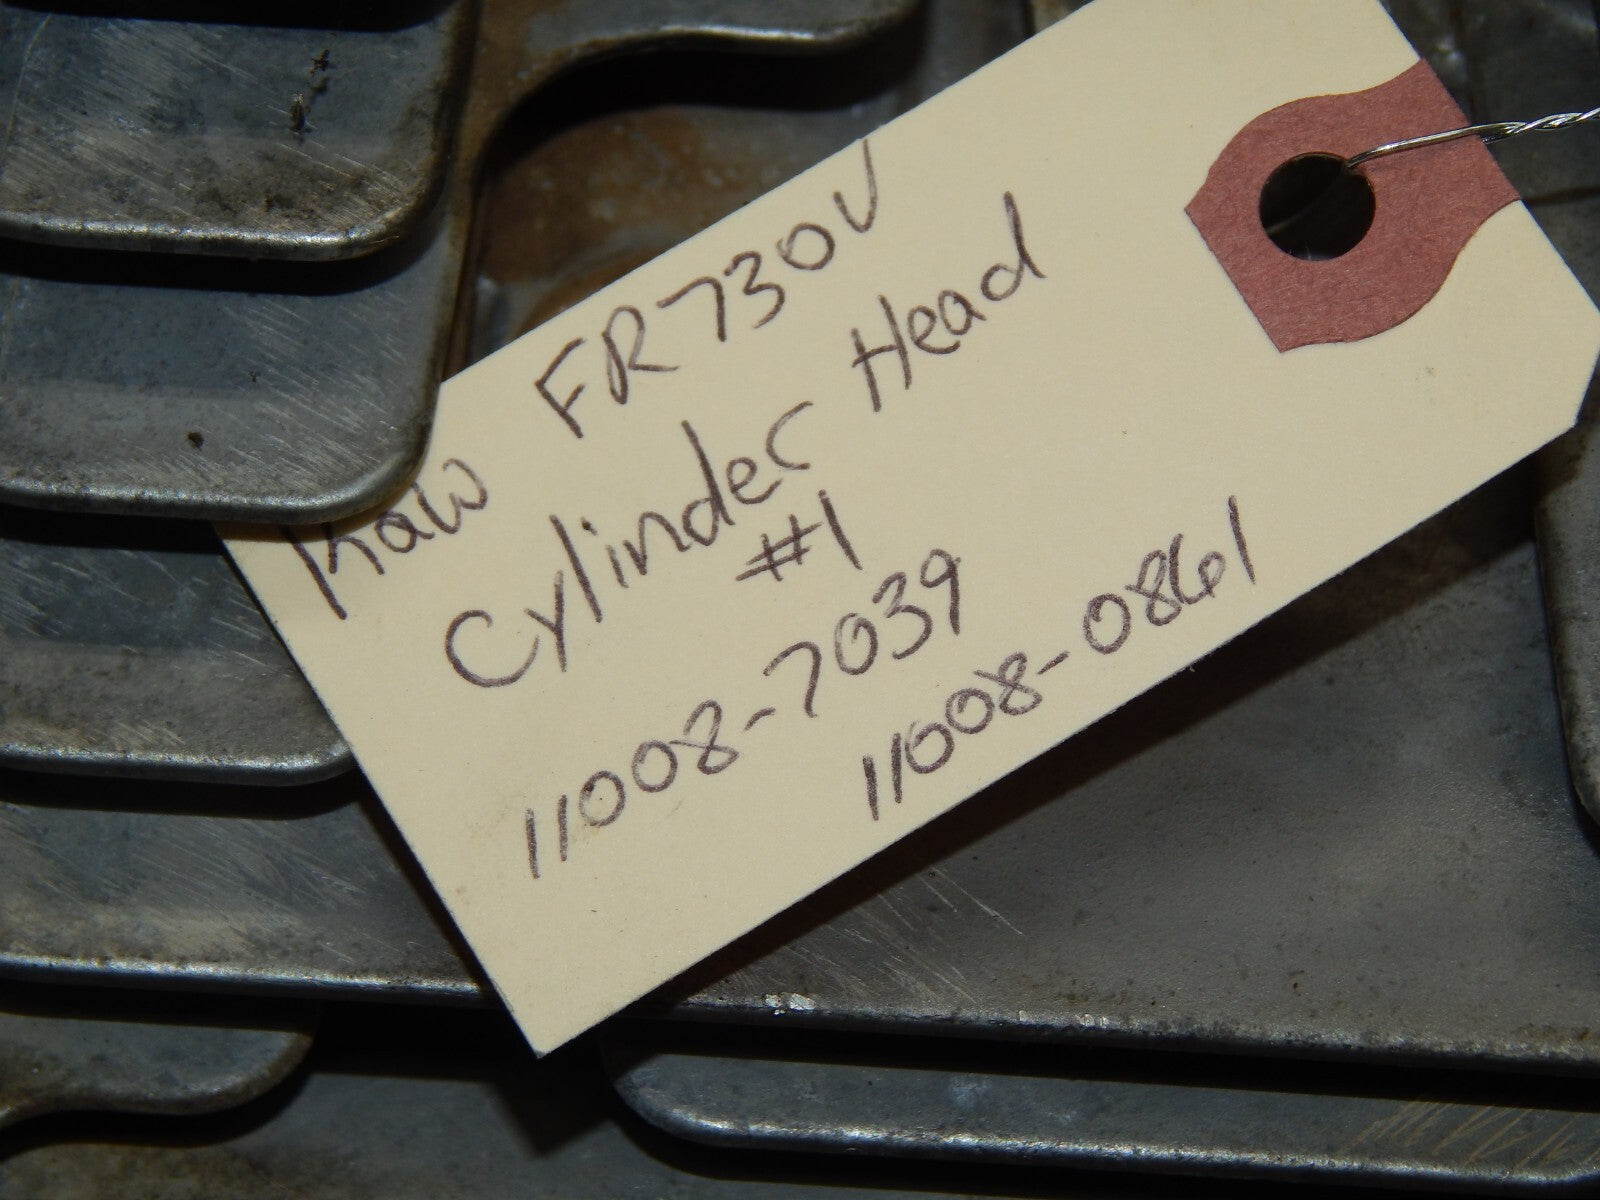 Kaw FR730V
Cylinder Head
#1
11008-7039
11008-0861